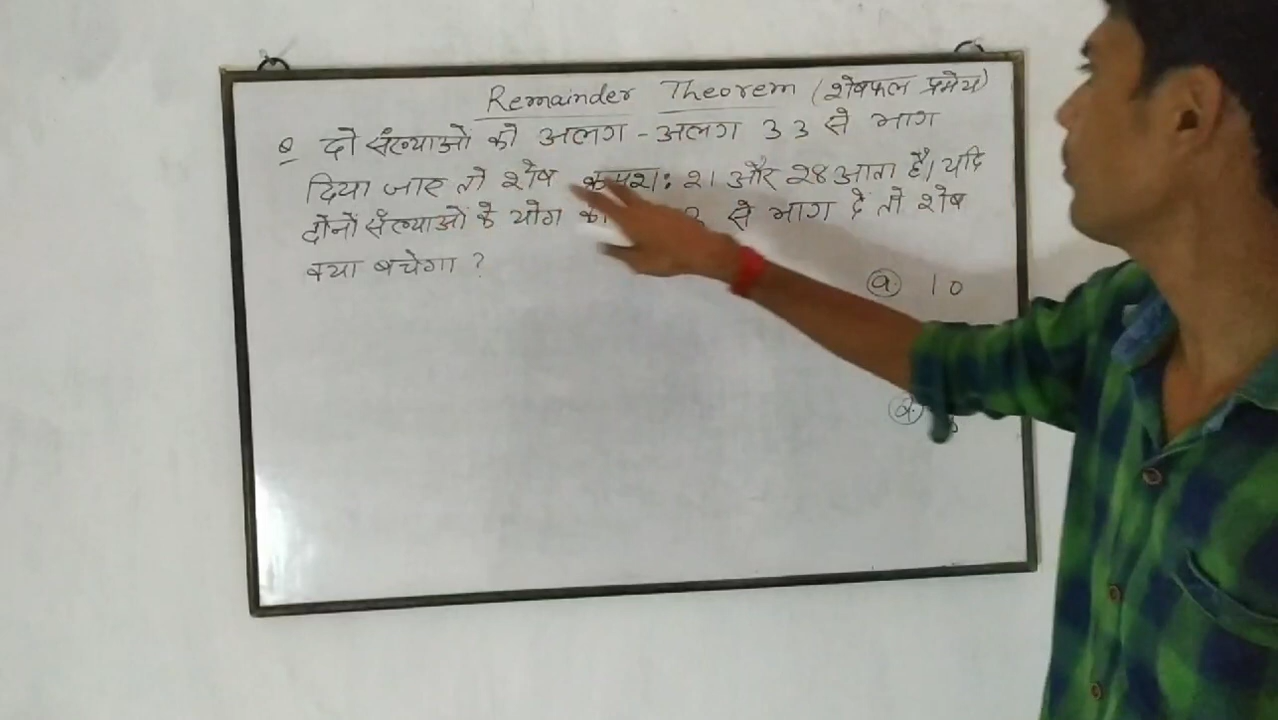 Remainder Theorem (शेषफल प्रमेय)
Q दो संख्याओं को अलग - अलग 33 से भाग
दिया जाए तो शेष क्रमश: 21 और 28 आता है। यदि
दोनों संख्याओं के योग को से भाग दें तो शेष
क्या बचेगा ?
(a.) 10
(d.)